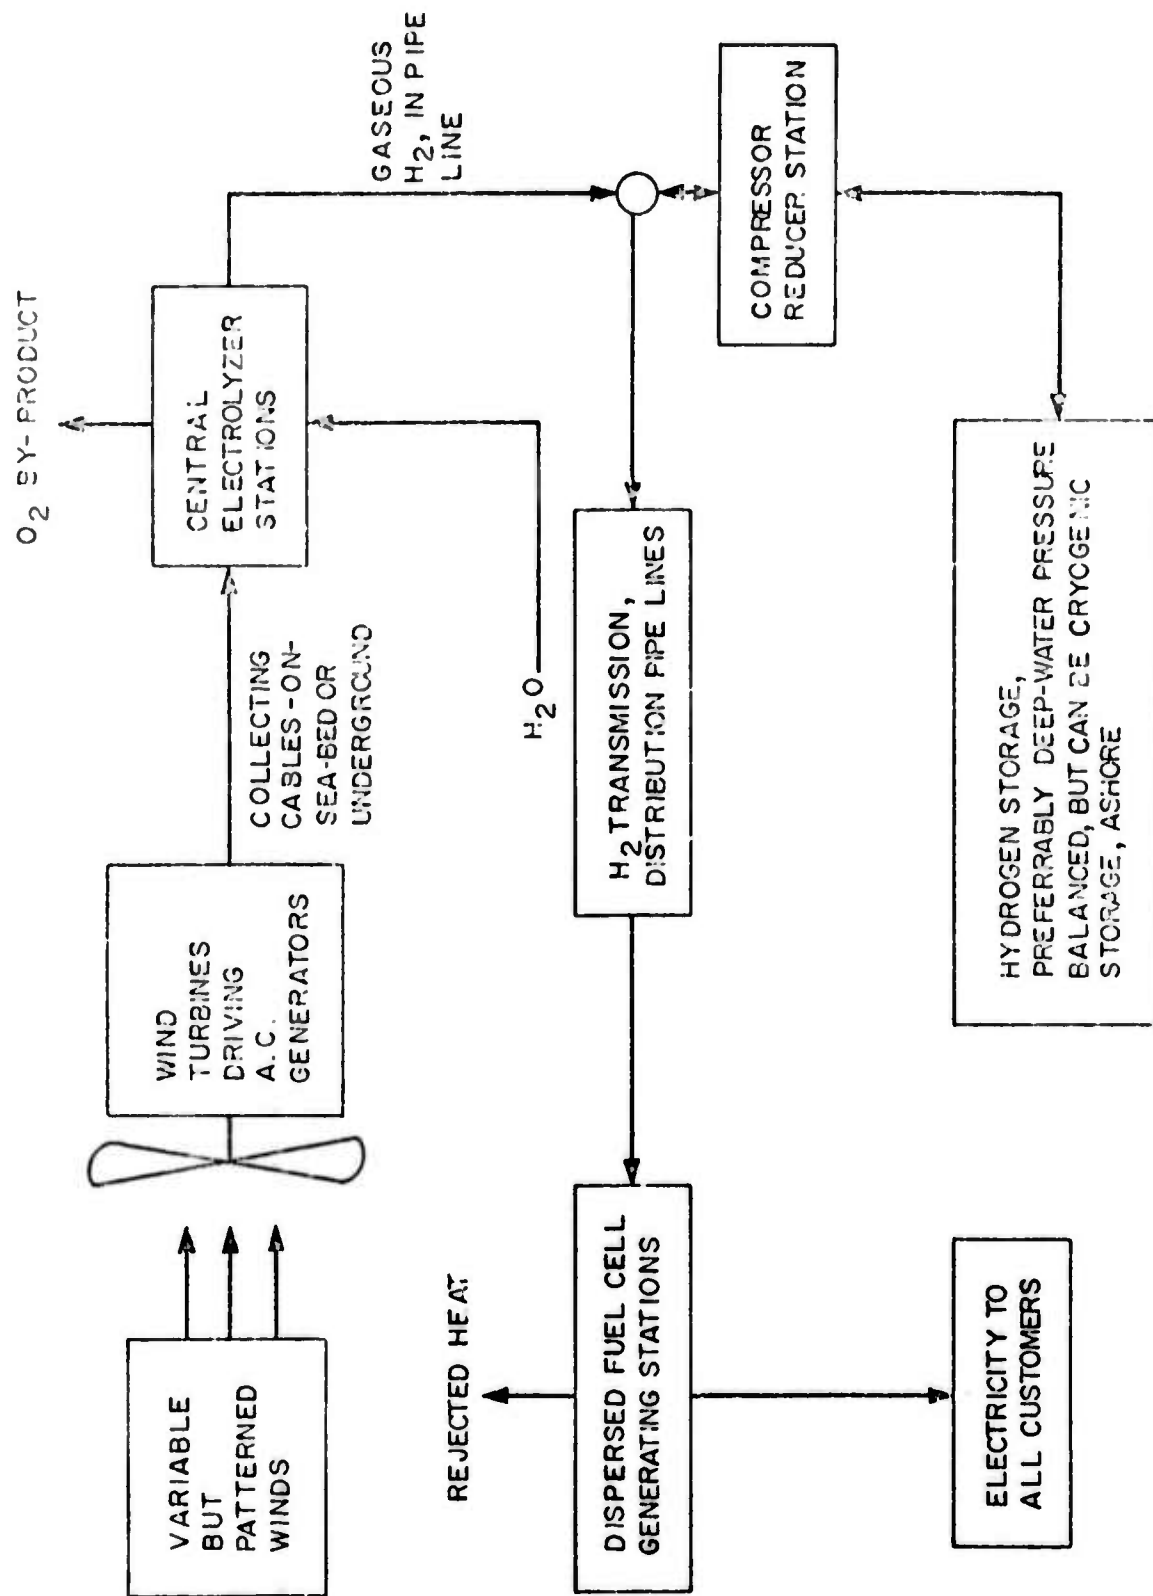 VARIABLE
BUT
PATTERNED
WINDS
WIND
TURBINES
DRIVING
A.C.
GENERATORS
COLLECTING
CABLES-ON-
SEA-BED OR
UNDERGROUND
CENTRAL
ELECTROLYZER
STATIONS
O2 BY-PRODUCT
GASEOUS
H2, IN PIPE
LINE
H2O
REJECTED HEAT
DISPERSED FUEL CELL
GENERATING STATIONS
H2 TRANSMISSION,
DISTRIBUTION PIPE LINES
COMPRESSOR
REDUCER STATION
ELECTRICITY TO
ALL CUSTOMERS
HYDROGEN STORAGE,
PREFERRABLY DEEP-WATER PRESSURE
BALANCED, BUT CAN BE CRYOGENIC
STORAGE, ASHORE